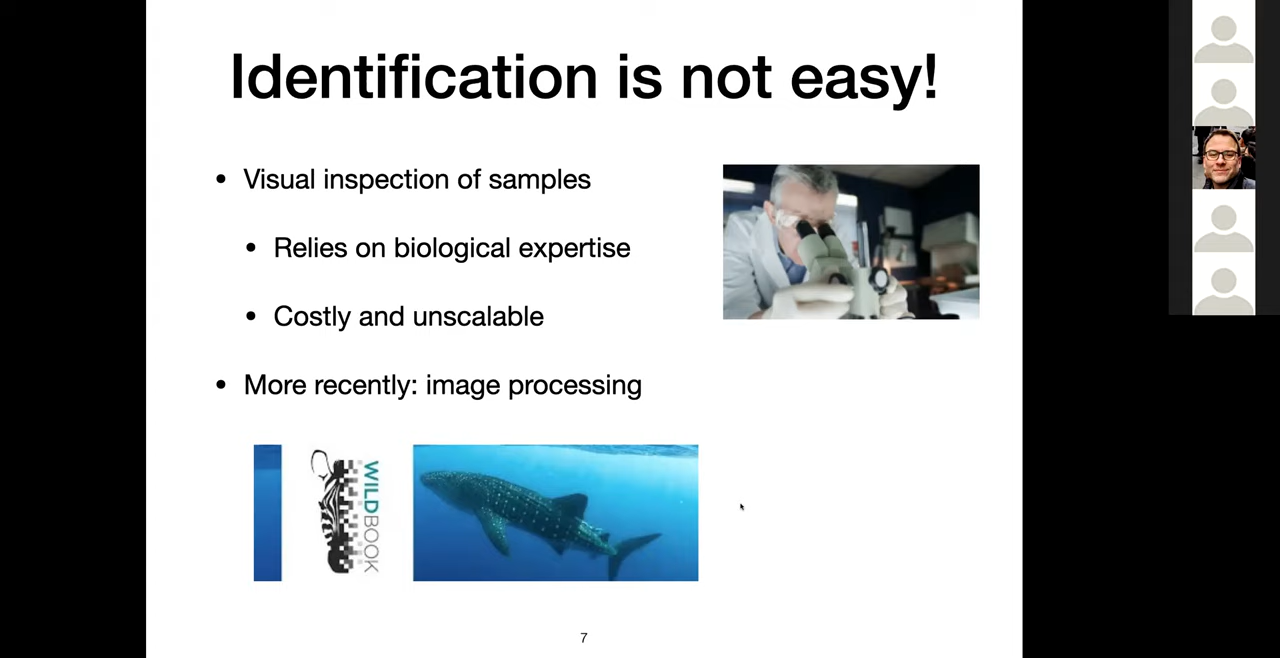 Identification is not easy!
• Visual inspection of samples
• Relies on biological expertise
• Costly and unscalable
• More recently: image processing
WILDBOOK
7